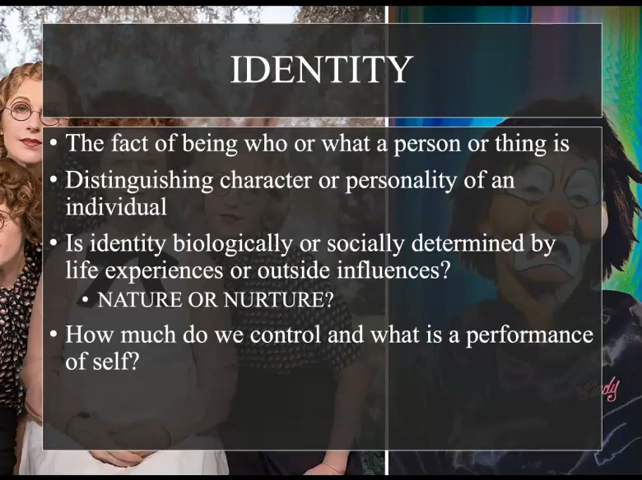 IDENTITY
• The fact of being who or what a person or thing is
• Distinguishing character or personality of an
individual
• Is identity biologically or socially determined by
life experiences or outside influences?
• NATURE OR NURTURE?
• How much do we control and what is a performance
of self?